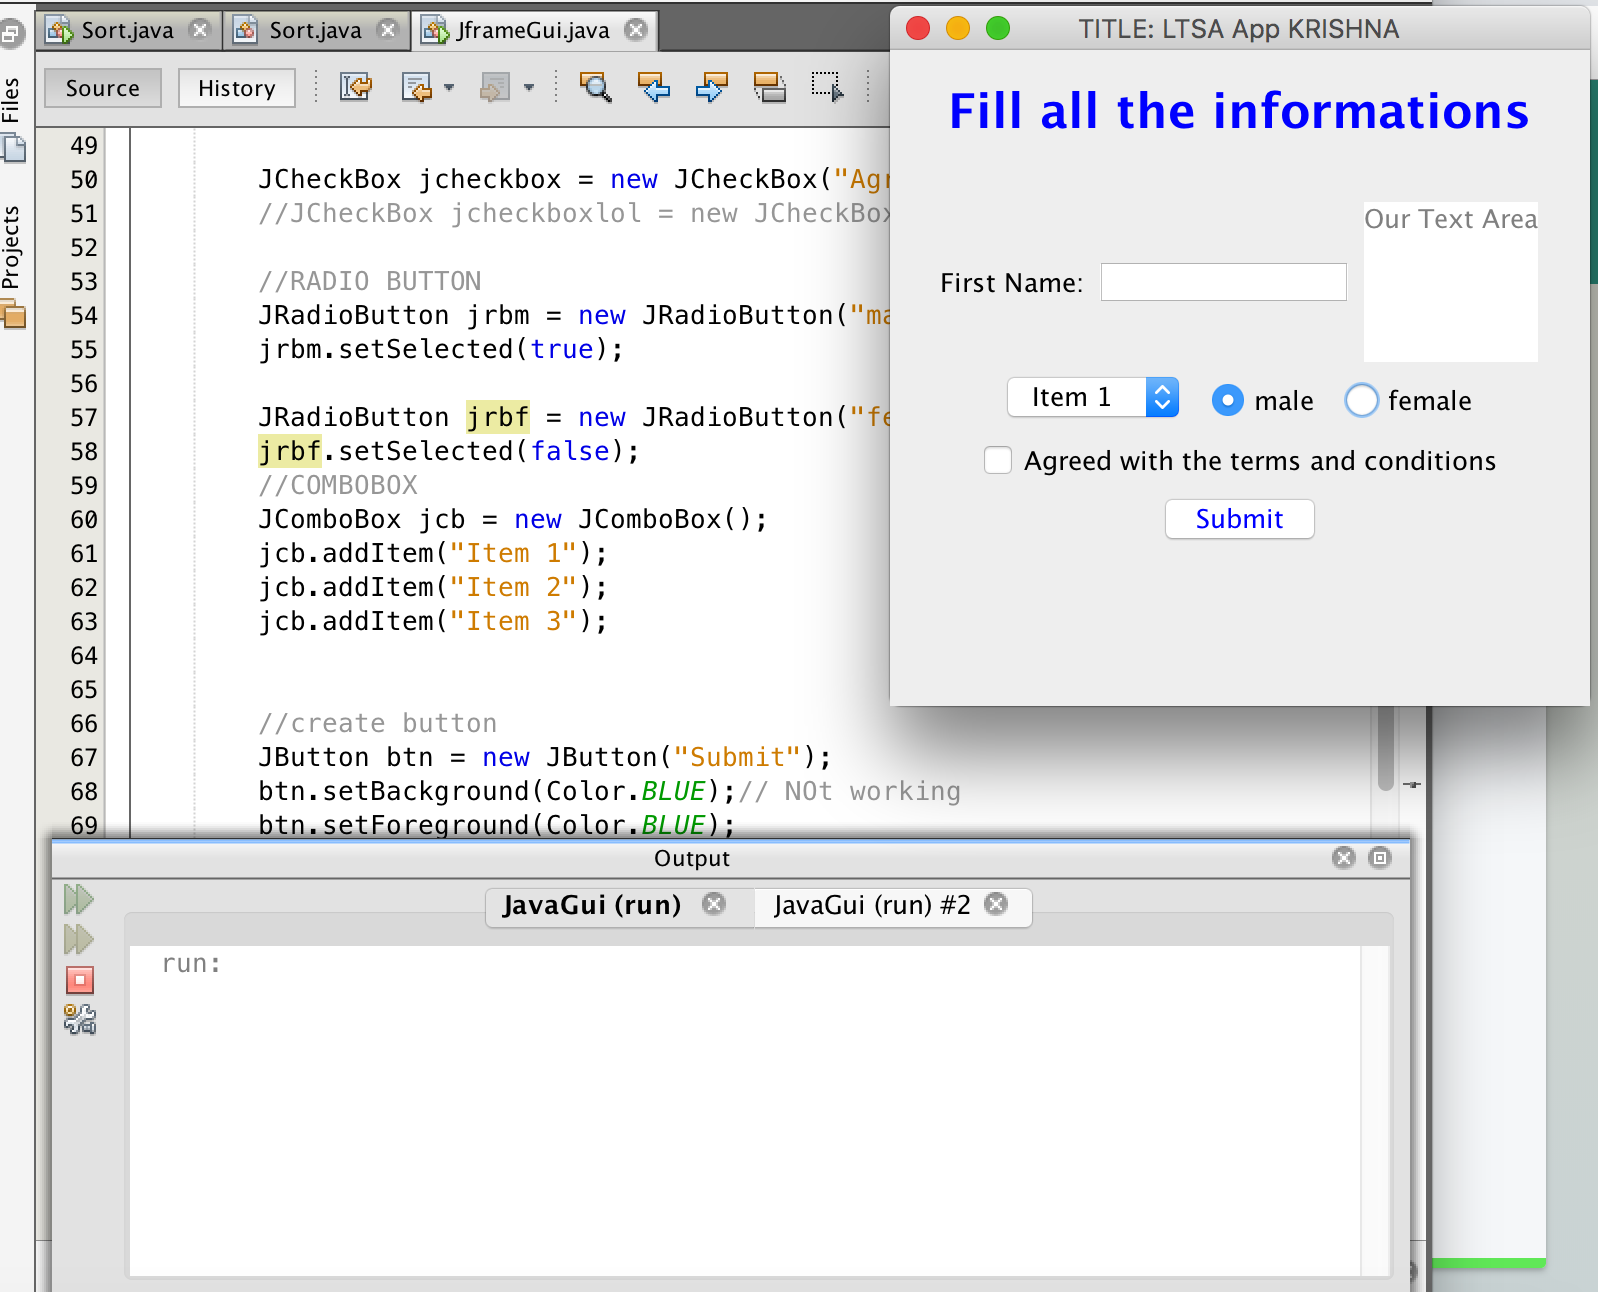 Sort.java
Sort.java
JframeGui.java
Source
History
Files
Projects
49
50 JCheckBox jcheckbox = new JCheckBox("Agr
51 //JCheckBox jcheckboxlol = new JCheckBox
52
53 //RADIO BUTTON
54 JRadioButton jrbm = new JRadioButton("ma
55 jrbm.setSelected(true);
56
57 JRadioButton jrbf = new JRadioButton("fe
58 jrbf.setSelected(false);
59 //COMBOBOX
60 JComboBox jcb = new JComboBox();
61 jcb.addItem("Item 1");
62 jcb.addItem("Item 2");
63 jcb.addItem("Item 3");
64
65
66 //create button
67 JButton btn = new JButton("Submit");
68 btn.setBackground(Color.BLUE);// NOt working
69 btn.setForeground(Color.BLUE);
TITLE: LTSA App KRISHNA
Fill all the informations
Our Text Area
First Name:
Item 1
male
female
Agreed with the terms and conditions
Submit
Output
JavaGui (run)
JavaGui (run) #2
run: